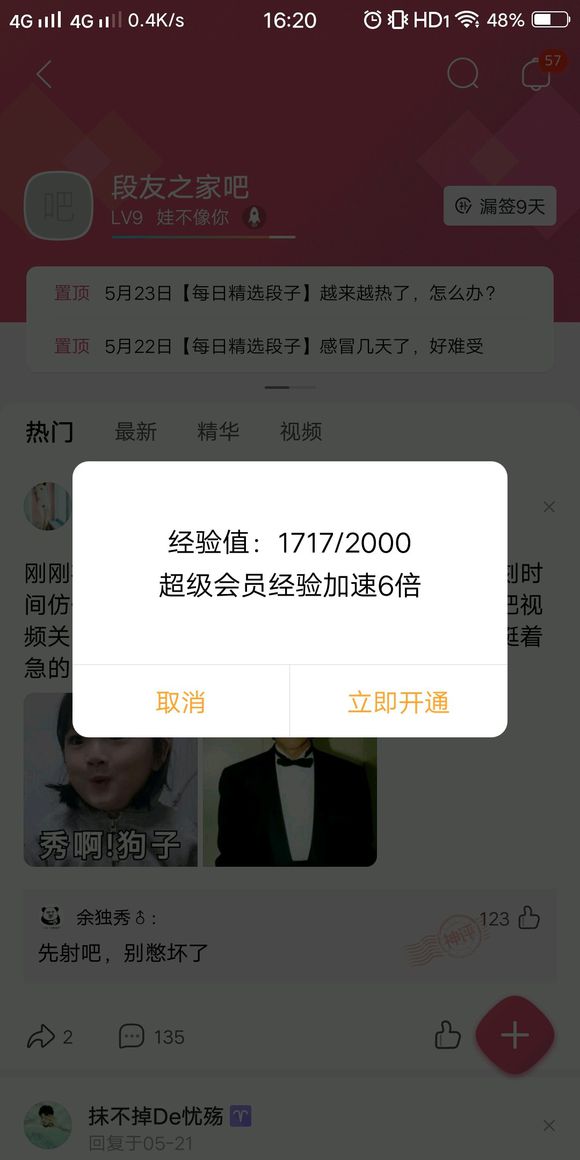 4G 4G 0.4K/s 16:20 HD1 48%
57
吧 段友之家吧
LV9 娃不像你
补 漏签9天
置顶 5月23日【每日精选段子】越来越热了，怎么办？
置顶 5月22日【每日精选段子】感冒几天了，好难受
热门 最新 精华 视频
经验值：1717/2000
超级会员经验加速6倍
取消 立即开通
刚刚 刻时
间仿 把视
频关 挺着
急的
秀啊!狗子
余独秀♂：
123
神评
先射吧，别憋坏了
2 135
抹不掉De忧殇
回复于05-21